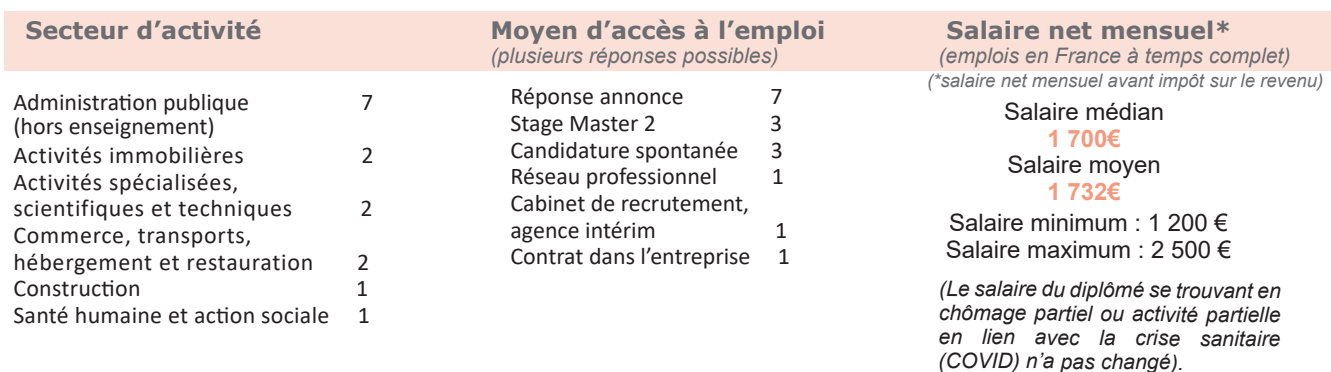 Secteur d’activité
Administration publique 7
(hors enseignement)
Activités immobilières 2
Activités spécialisées,
scientifiques et techniques 2
Commerce, transports,
hébergement et restauration 2
Construction 1
Santé humaine et action sociale 1
Moyen d’accès à l’emploi
(plusieurs réponses possibles)
Réponse annonce 7
Stage Master 2 3
Candidature spontanée 3
Réseau professionnel 1
Cabinet de recrutement,
agence intérim 1
Contrat dans l’entreprise 1
Salaire net mensuel*
(emplois en France à temps complet)
(*salaire net mensuel avant impôt sur le revenu)
Salaire médian
1 700€
Salaire moyen
1 732€
Salaire minimum : 1 200 €
Salaire maximum : 2 500 €
(Le salaire du diplômé se trouvant en
chômage partiel ou activité partielle
en lien avec la crise sanitaire
(COVID) n'a pas changé).